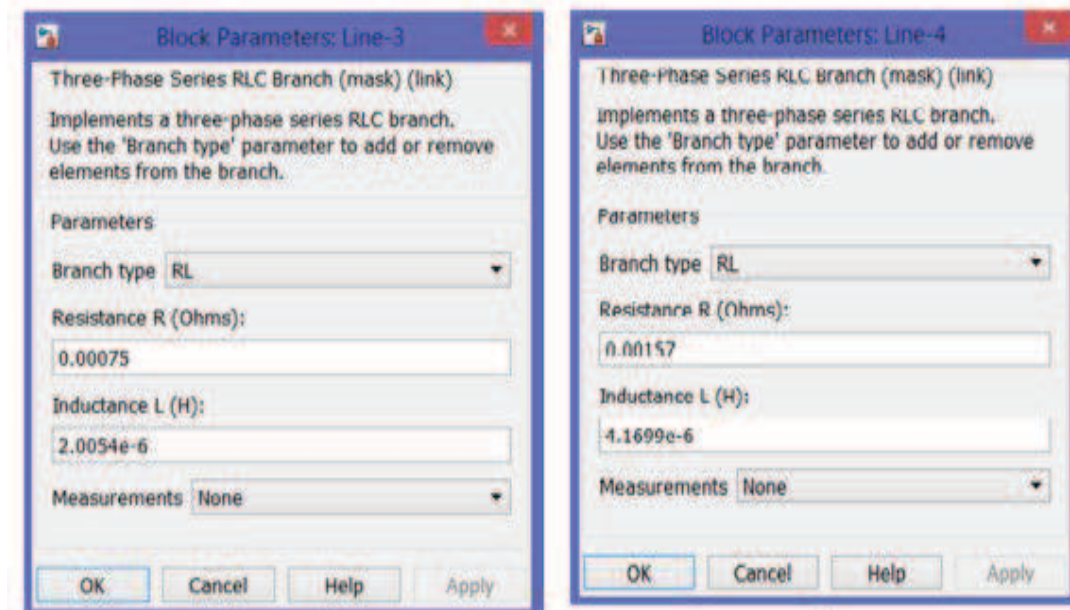 Block Parameters: Line-3
Three-Phase Series RLC Branch (mask) (link)
Implements a three-phase series RLC branch.
Use the 'Branch type' parameter to add or remove
elements from the branch.
Parameters
Branch type RL
Resistance R (Ohms):
0.00075
Inductance L (H):
2.0054e-6
Measurements None
OK Cancel Help Apply
Block Parameters: Line-4
Three-Phase Series RLC Branch (mask) (link)
Implements a three-phase series RLC branch.
Use the 'Branch type' parameter to add or remove
elements from the branch.
Parameters
Branch type RL
Resistance R (Ohms):
0.00157
Inductance L (H):
4.1699e-6
Measurements None
OK Cancel Help Apply